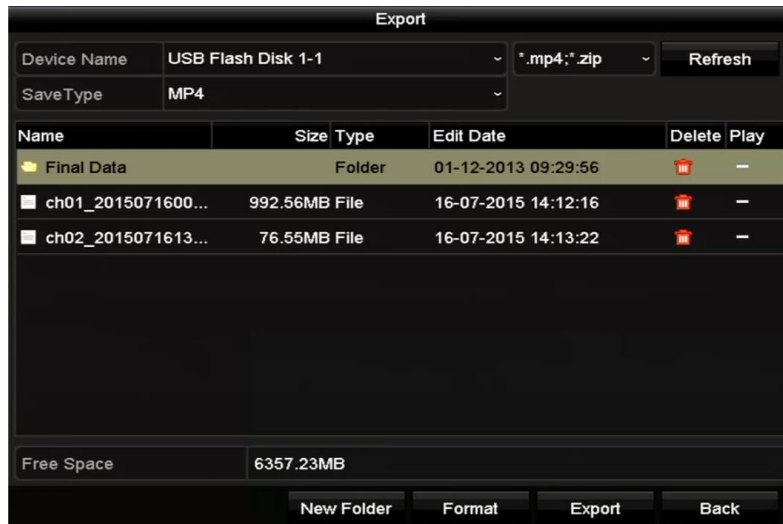 Export
Device Name USB Flash Disk 1-1 *.mp4;*.zip Refresh
SaveType MP4
Name Size Type Edit Date Delete Play
Final Data Folder 01-12-2013 09:29:56
ch01_2015071600... 992.56MB File 16-07-2015 14:12:16
ch02_2015071613... 76.55MB File 16-07-2015 14:13:22
Free Space 6357.23MB
New Folder Format Export Back